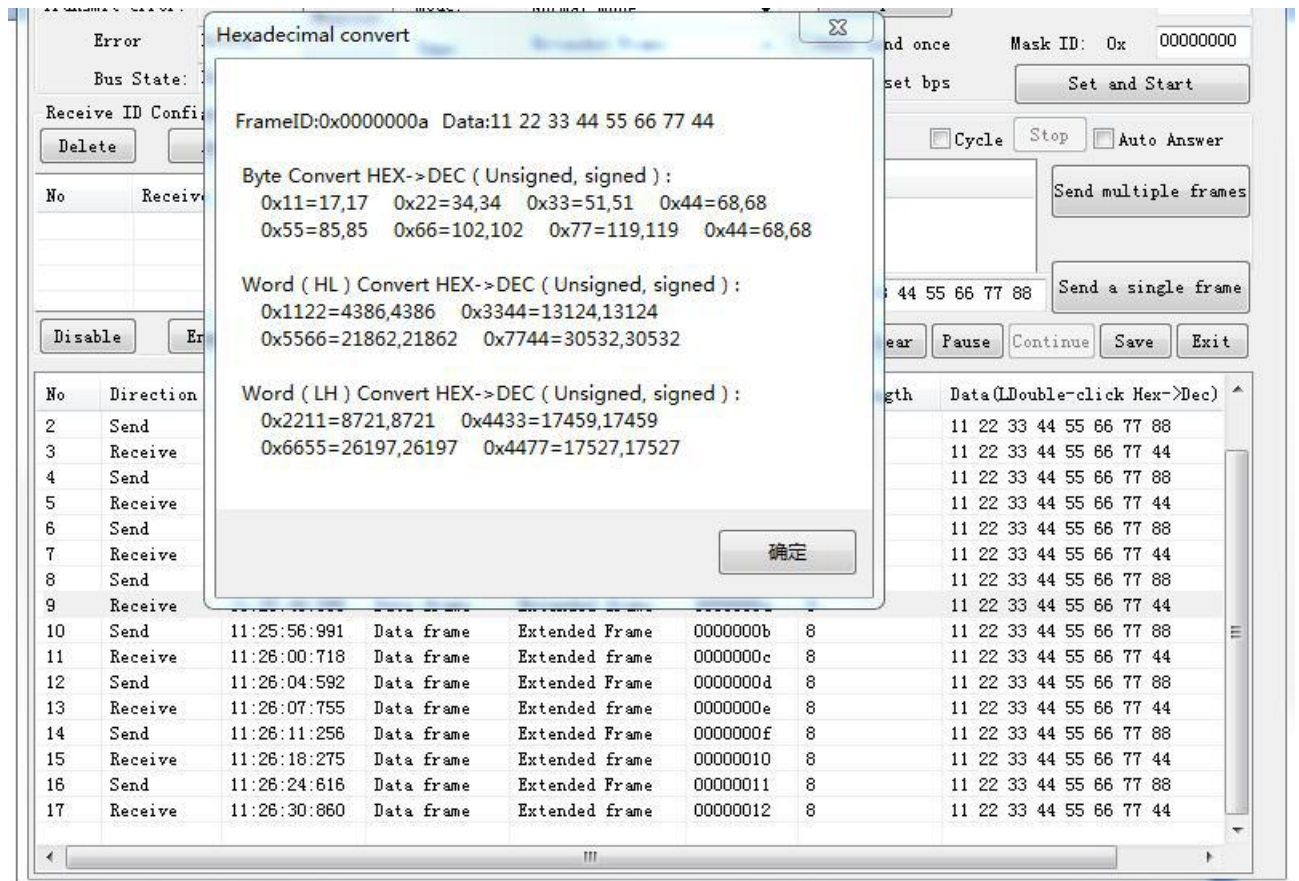 Hexadecimal convert
Error
nd once Mask ID: 0x 00000000
Bus State:
set bps Set and Start
Receive ID Config
Delete
Cycle Stop Auto Answer
No Receive
Send multiple frames
44 55 66 77 88 Send a single frame
Disable
Pause Continue Save Exit
FrameID:0x0000000a Data:11 22 33 44 55 66 77 44
Byte Convert HEX->DEC ( Unsigned, signed ) :
0x11=17,17 0x22=34,34 0x33=51,51 0x44=68,68
0x55=85,85 0x66=102,102 0x77=119,119 0x44=68,68
Word ( HL ) Convert HEX->DEC ( Unsigned, signed ) :
0x1122=4386,4386 0x3344=13124,13124
0x5566=21862,21862 0x7744=30532,30532
Word ( LH ) Convert HEX->DEC ( Unsigned, signed ) :
0x2211=8721,8721 0x4433=17459,17459
0x6655=26197,26197 0x4477=17527,17527
确定
No Direction gth Data(LDouble-click Hex->Dec)
2 Send 11 22 33 44 55 66 77 88
3 Receive 11 22 33 44 55 66 77 44
4 Send 11 22 33 44 55 66 77 88
5 Receive 11 22 33 44 55 66 77 44
6 Send 11 22 33 44 55 66 77 88
7 Receive 11 22 33 44 55 66 77 44
8 Send 11 22 33 44 55 66 77 88
9 Receive 11 22 33 44 55 66 77 44
10 Send 11:25:56:991 Data frame Extended Frame 0000000b 8 11 22 33 44 55 66 77 88
11 Receive 11:26:00:718 Data frame Extended frame 0000000c 8 11 22 33 44 55 66 77 44
12 Send 11:26:04:592 Data frame Extended Frame 0000000d 8 11 22 33 44 55 66 77 88
13 Receive 11:26:07:755 Data frame Extended frame 0000000e 8 11 22 33 44 55 66 77 44
14 Send 11:26:11:256 Data frame Extended Frame 0000000f 8 11 22 33 44 55 66 77 88
15 Receive 11:26:18:275 Data frame Extended frame 00000010 8 11 22 33 44 55 66 77 44
16 Send 11:26:24:616 Data frame Extended Frame 00000011 8 11 22 33 44 55 66 77 88
17 Receive 11:26:30:860 Data frame Extended frame 00000012 8 11 22 33 44 55 66 77 44